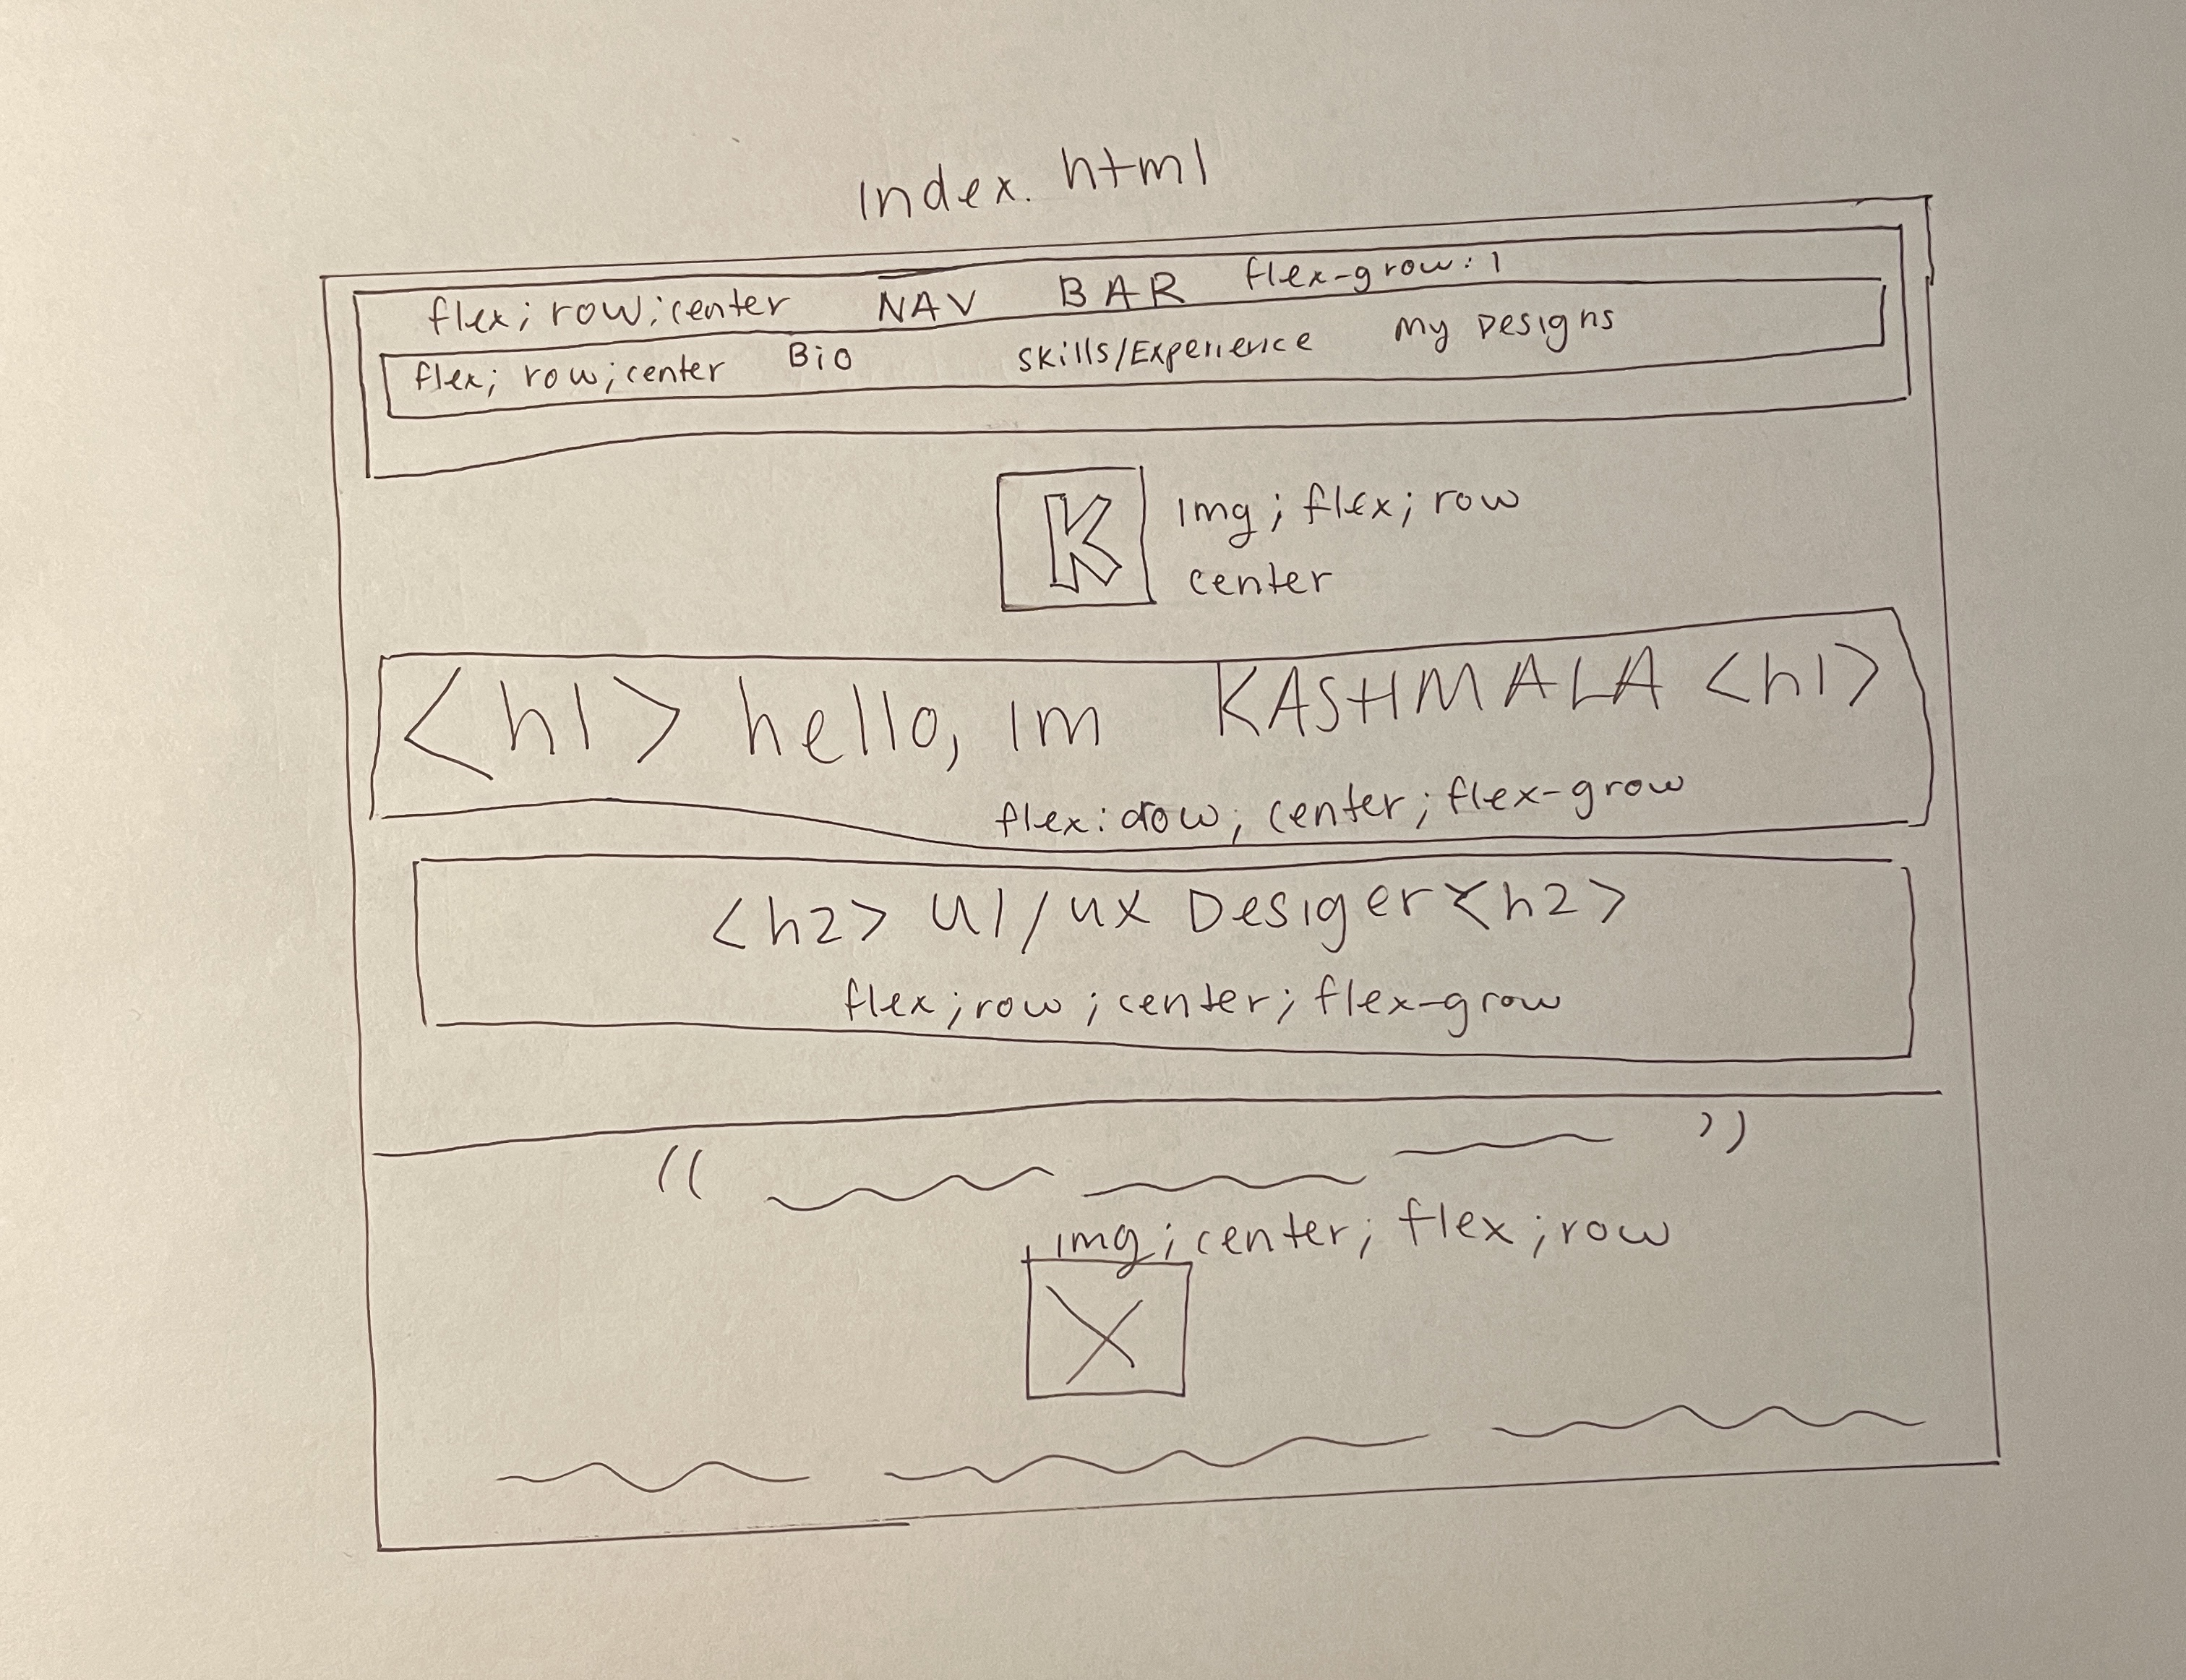 Index.html
flex; row; center NAV BAR flex-grow: 1
flex; row; center Bio skills/Experience My Designs
K
img; flex; row
center
<h1> hello, im KASHMALA <h1>
flex: row; center; flex-grow
<h2> UI/UX Desiger <h2>
flex; row; center; flex-grow
" "
img; center; flex; row